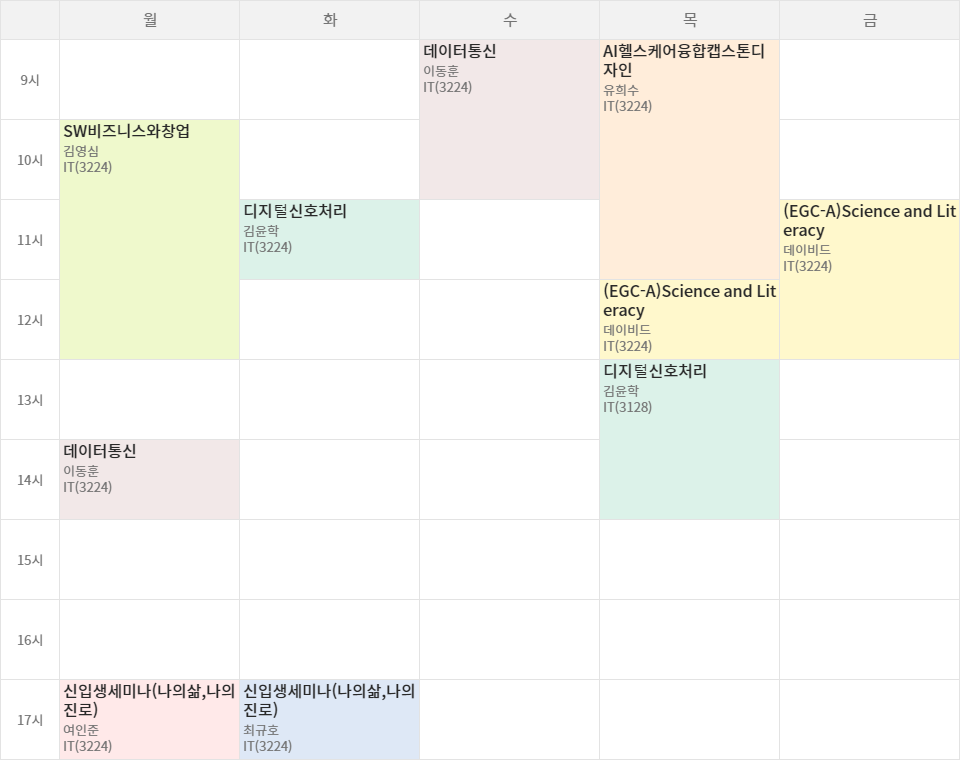 월
화
수
목
금
9시
데이터통신
이동훈
IT(3224)
AI헬스케어융합캡스톤디
자인
유희수
IT(3224)
10시
SW비즈니스와창업
김영심
IT(3224)
11시
디지털신호처리
김윤학
IT(3224)
(EGC-A)Science and Lit
eracy
데이비드
IT(3224)
12시
(EGC-A)Science and Lit
eracy
데이비드
IT(3224)
13시
디지털신호처리
김윤학
IT(3128)
14시
데이터통신
이동훈
IT(3224)
15시
16시
17시
신입생세미나(나의삶,나의
진로)
여인준
IT(3224)
신입생세미나(나의삶,나의
진로)
최규호
IT(3224)